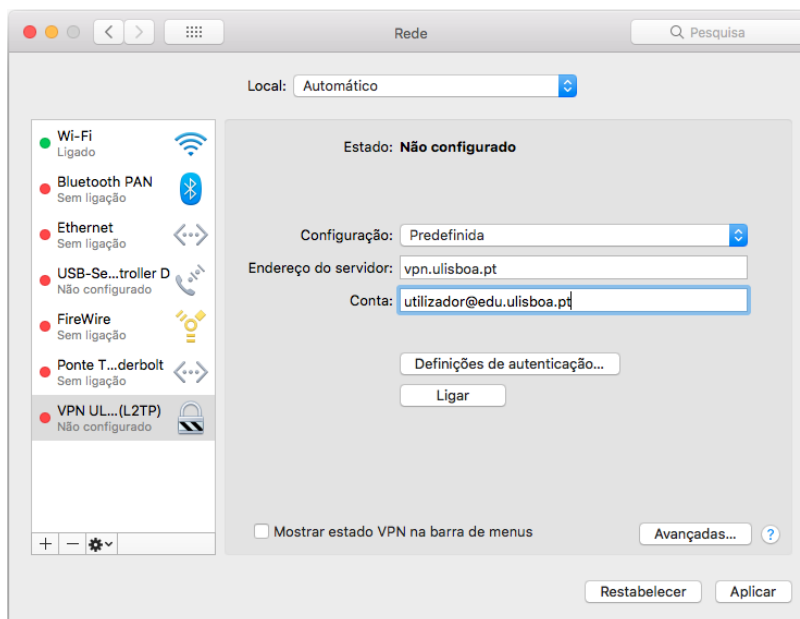 Rede
Pesquisa
Local: Automático
Wi-Fi
Ligado
Bluetooth PAN
Sem ligação
Ethernet
Sem ligação
USB-Se...troller D
Não configurado
FireWire
Sem ligação
Ponte T...derbolt
Sem ligação
VPN UL...(L2TP)
Não configurado
Estado: Não configurado
Configuração: Predefinida
Endereço do servidor: vpn.ulisboa.pt
Conta: utilizador@edu.ulisboa.pt
Definições de autenticação...
Ligar
Mostrar estado VPN na barra de menus
Avançadas... ?
Restabelecer Aplicar